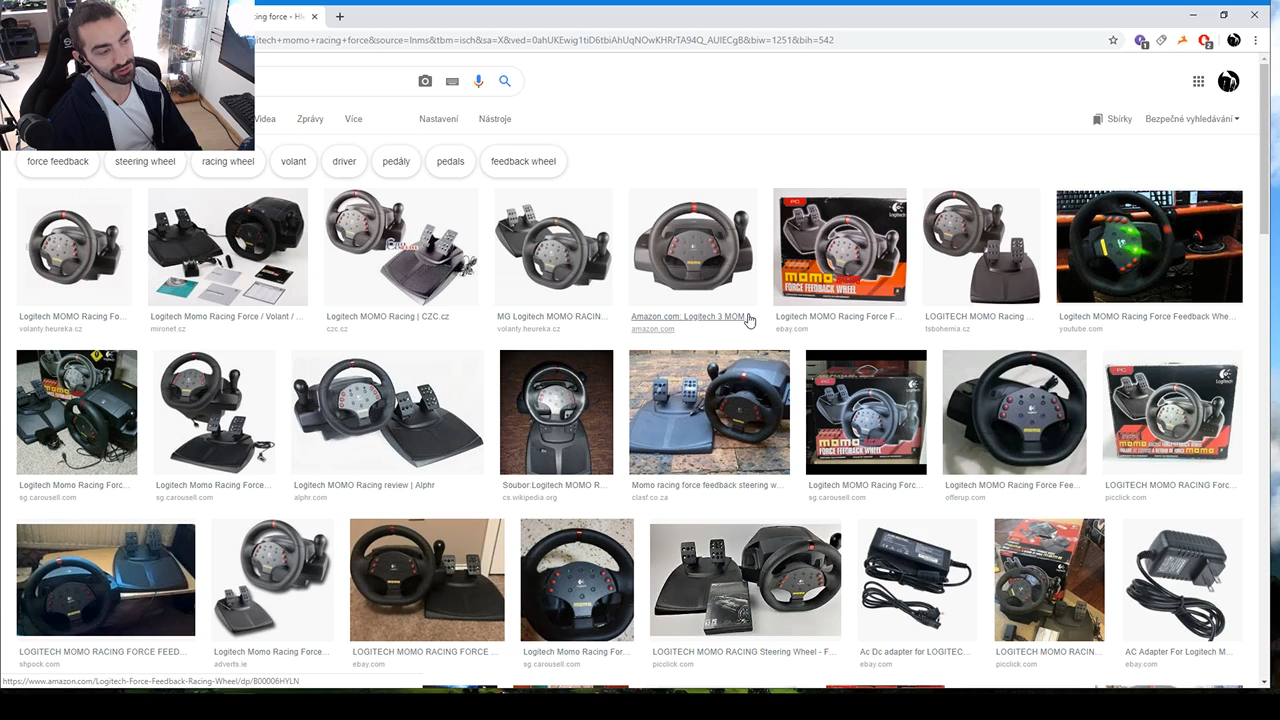 cing force - Hle
gitech+momo+racing+force&source=lnms&tbm=isch&sa=X&ved=0ahUKEwig1tiD6tbiAhUqNOwKHRrTA94Q_AUIECgB&biw=1251&bih=542
Videa Zprávy Více Nastavení Nástroje Sbírky Bezpečné vyhledávání
force feedback steering wheel racing wheel volant driver pedály pedals feedback wheel
Logitech MOMO Racing Fo... Logitech MOMO Racing Force / Volant / ... Logitech MOMO Racing | CZC.cz MG Logitech MOMO RACIN... Amazon.com: Logitech 3 MOM Logitech MOMO Racing Force F... LOGITECH MOMO Racing ... Logitech MOMO Racing Force Feedback Whe...
volanty.heureka.cz mironet.cz czc.cz volanty.heureka.cz amazon.com ebay.com tsbohemia.cz youtube.com
Logitech Momo Racing Forc... Logitech Momo Racing Force... Logitech MOMO Racing review | Alphr Soubor:Logitech MOMO R... Momo racing force feedback steering w... Logitech Momo Racing Forc... Logitech Momo Racing Force Fee... LOGITECH MOMO RACING Forc...
sg.carousell.com sg.carousell.com alphr.com cs.wikipedia.org clasf.co.za sg.carousell.com offerup.com picclick.com
LOGITECH MOMO RACING FORCE FEED... Logitech MOMO Racing Force... LOGITECH MOMO RACING FORCE ... Logitech Momo Racing For... LOGITECH MOMO RACING Steering Wheel - F... Ac Dc adapter for LOGITEC... LOGITECH MOMO RACIN... AC Adapter For Logitech M...
shpock.com adverts.ie ebay.com sg.carousell.com picclick.com ebay.com picclick.com ebay.com
https://www.amazon.com/Logitech-Force-Feedback-Racing-Wheel/dp/B00006HYLN